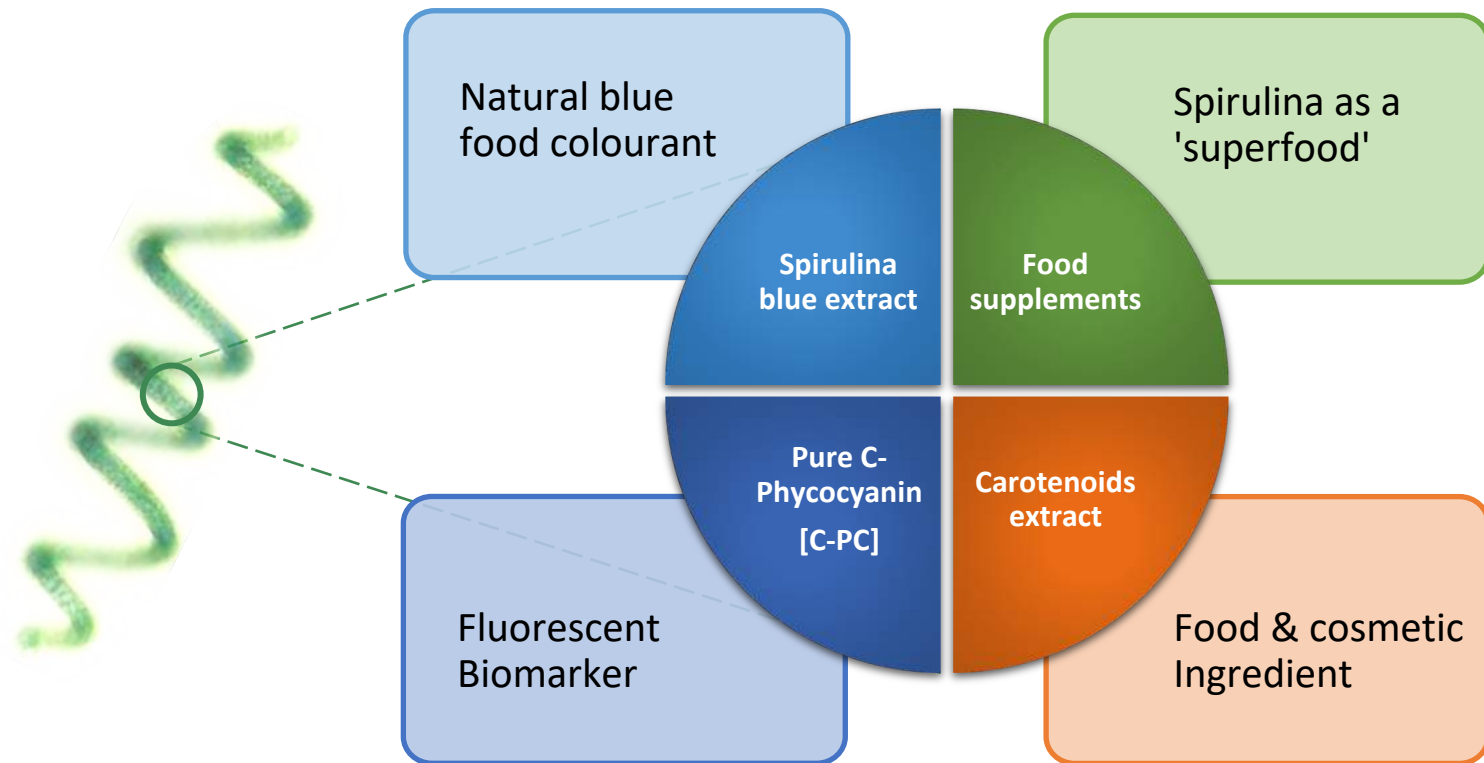 Natural blue
food colourant
Spirulina as a
'superfood'
Spirulina
blue extract
Food
supplements
Pure C-
Phycocyanin
[C-PC]
Carotenoids
extract
Fluorescent
Biomarker
Food & cosmetic
Ingredient